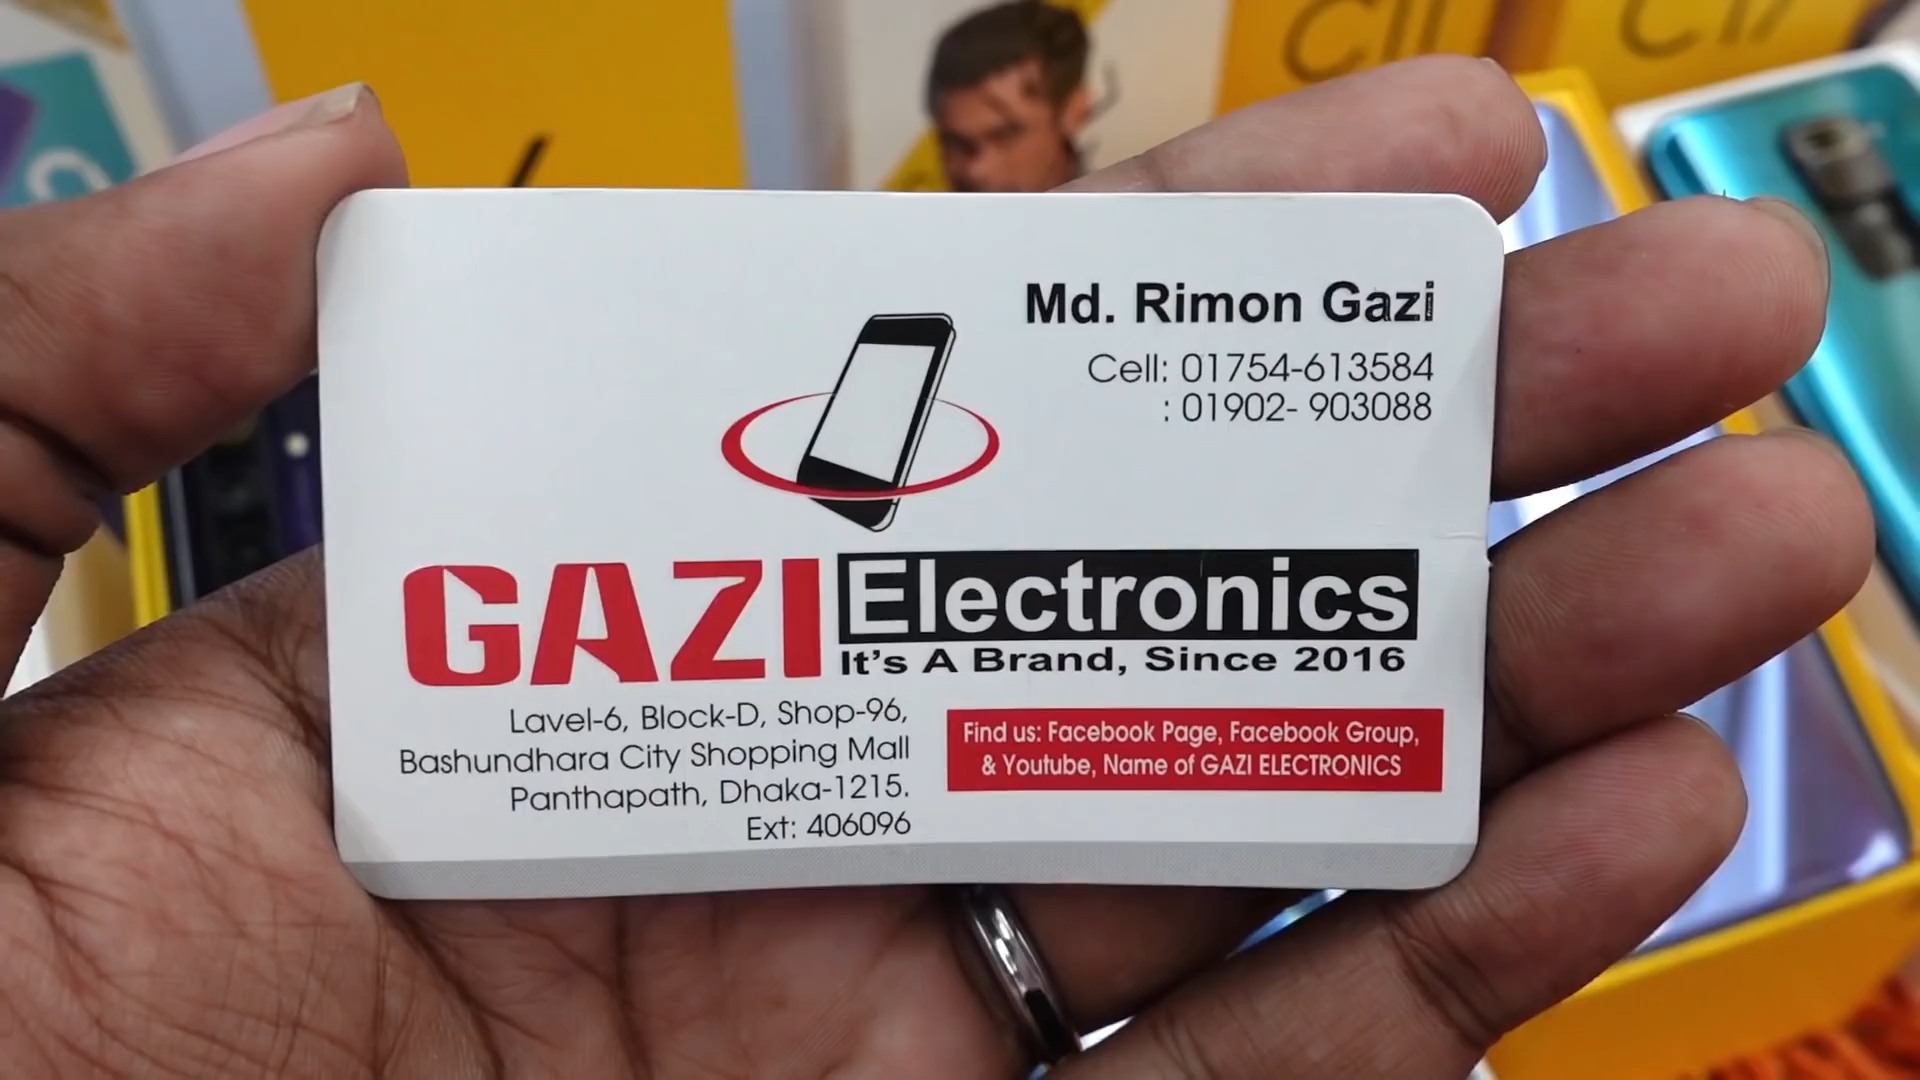 C11
C17
Md. Rimon Gazi
Cell: 01754-613584
: 01902- 903088
GAZI Electronics
It's A Brand, Since 2016
Lavel-6, Block-D, Shop-96,
Bashundhara City Shopping Mall
Panthapath, Dhaka-1215.
Ext: 406096
Find us: Facebook Page, Facebook Group,
& Youtube, Name of GAZI ELECTRONICS